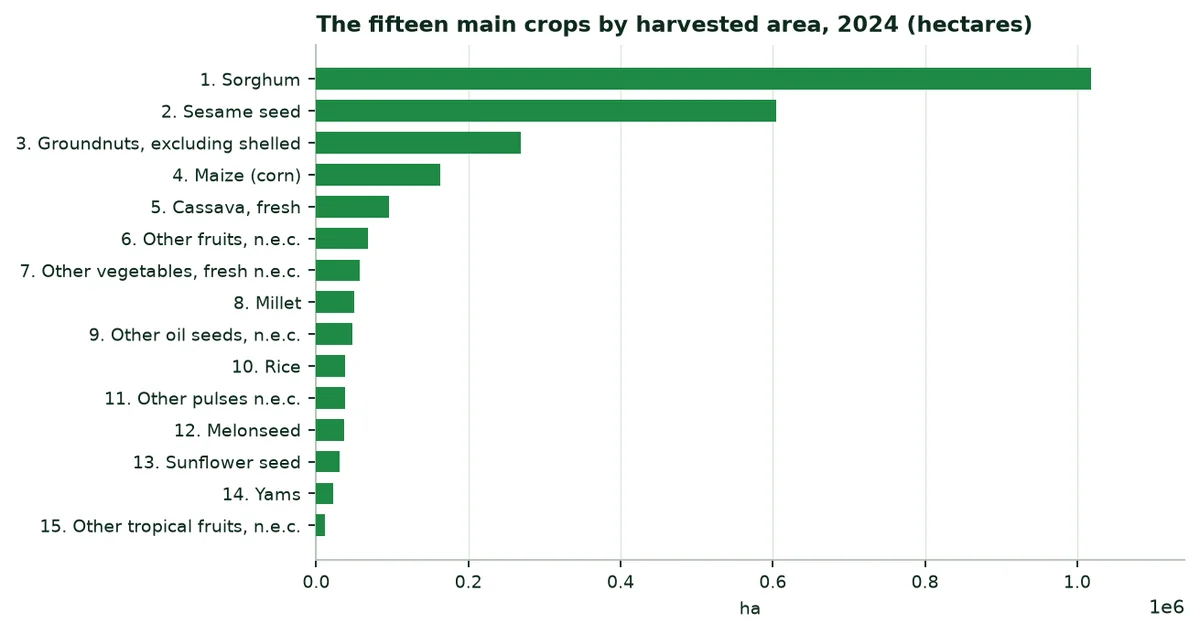 The fifteen main crops by harvested area, 2024 (hectares)
1. Sorghum
2. Sesame seed
3. Groundnuts, excluding shelled
4. Maize (corn)
5. Cassava, fresh
6. Other fruits, n.e.c.
7. Other vegetables, fresh n.e.c.
8. Millet
9. Other oil seeds, n.e.c.
10. Rice
11. Other pulses n.e.c.
12. Melonseed
13. Sunflower seed
14. Yams
15. Other tropical fruits, n.e.c.
0.0 0.2 0.4 0.6 0.8 1.0
ha
1e6